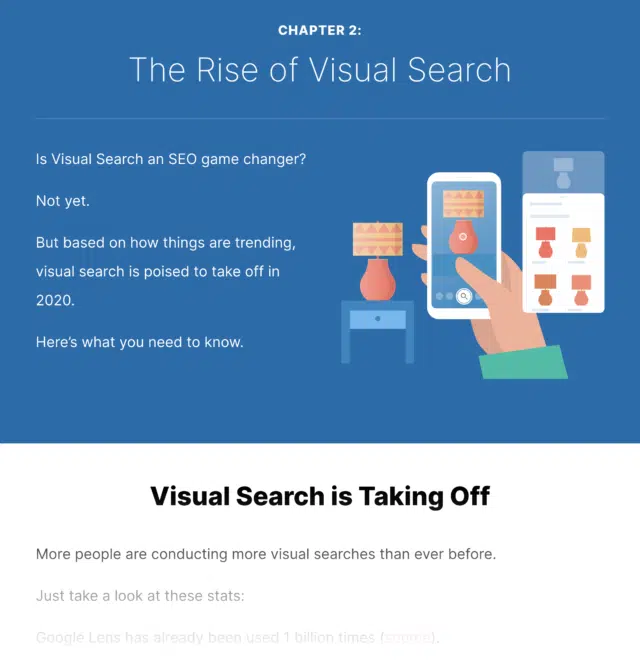 CHAPTER 2:
The Rise of Visual Search
Is Visual Search an SEO game changer?
Not yet.
But based on how things are trending,
visual search is poised to take off in
2020.
Here’s what you need to know.
Visual Search is Taking Off
More people are conducting more visual searches than ever before.
Just take a look at these stats:
Google Lens has already been used 1 billion times (source).